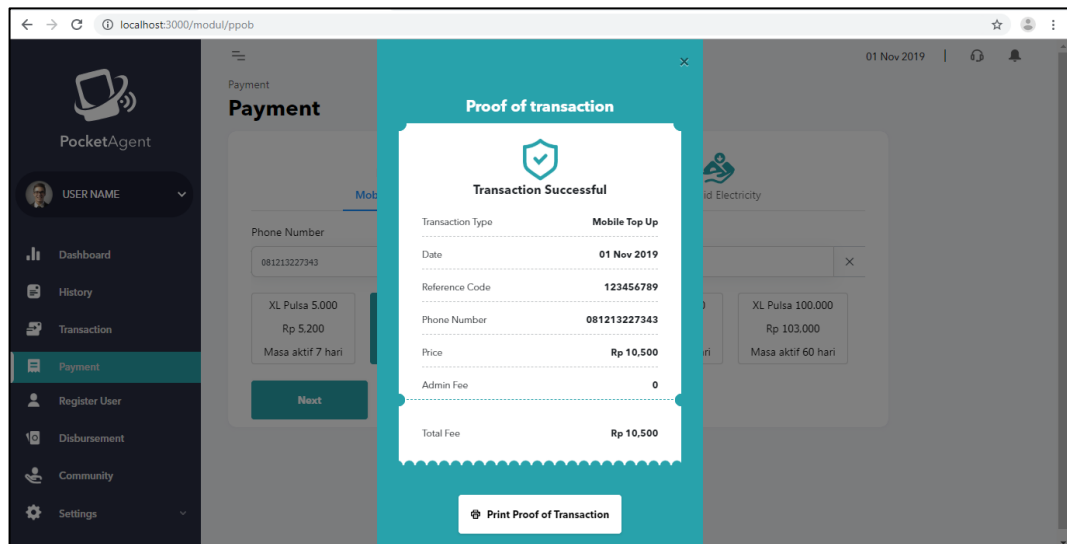 localhost:3000/modul/ppob
01 Nov 2019
PocketAgent
USER NAME
Dashboard
History
Transaction
Payment
Register User
Disbursement
Community
Settings
Payment
Payment
Mob
id Electricity
Phone Number
081213227343
XL Pulsa 5.000
Rp 5.200
Masa aktif 7 hari
XL Pulsa 100.000
Rp 103.000
Masa aktif 60 hari
Next
Proof of transaction
Transaction Successful
Transaction Type Mobile Top Up
Date 01 Nov 2019
Reference Code 123456789
Phone Number 081213227343
Price Rp 10,500
Admin Fee 0
Total Fee Rp 10,500
Print Proof of Transaction